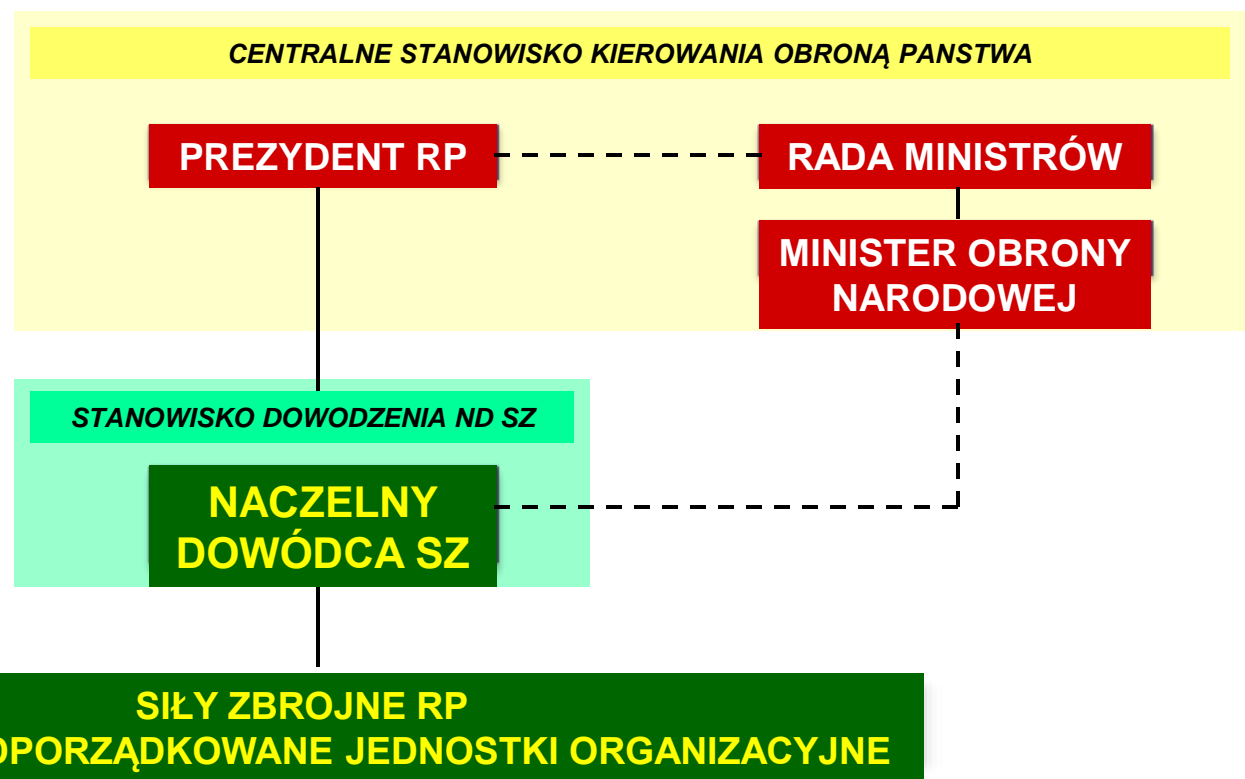 CENTRALNE STANOWISKO KIEROWANIA OBRONĄ PANSTWA
PREZYDENT RP
RADA MINISTRÓW
MINISTER OBRONY
NARODOWEJ
STANOWISKO DOWODZENIA ND SZ
NACZELNY
DOWÓDCA SZ
SIŁY ZBROJNE RP
JEDNOSTKI ORGANIZACYJNE